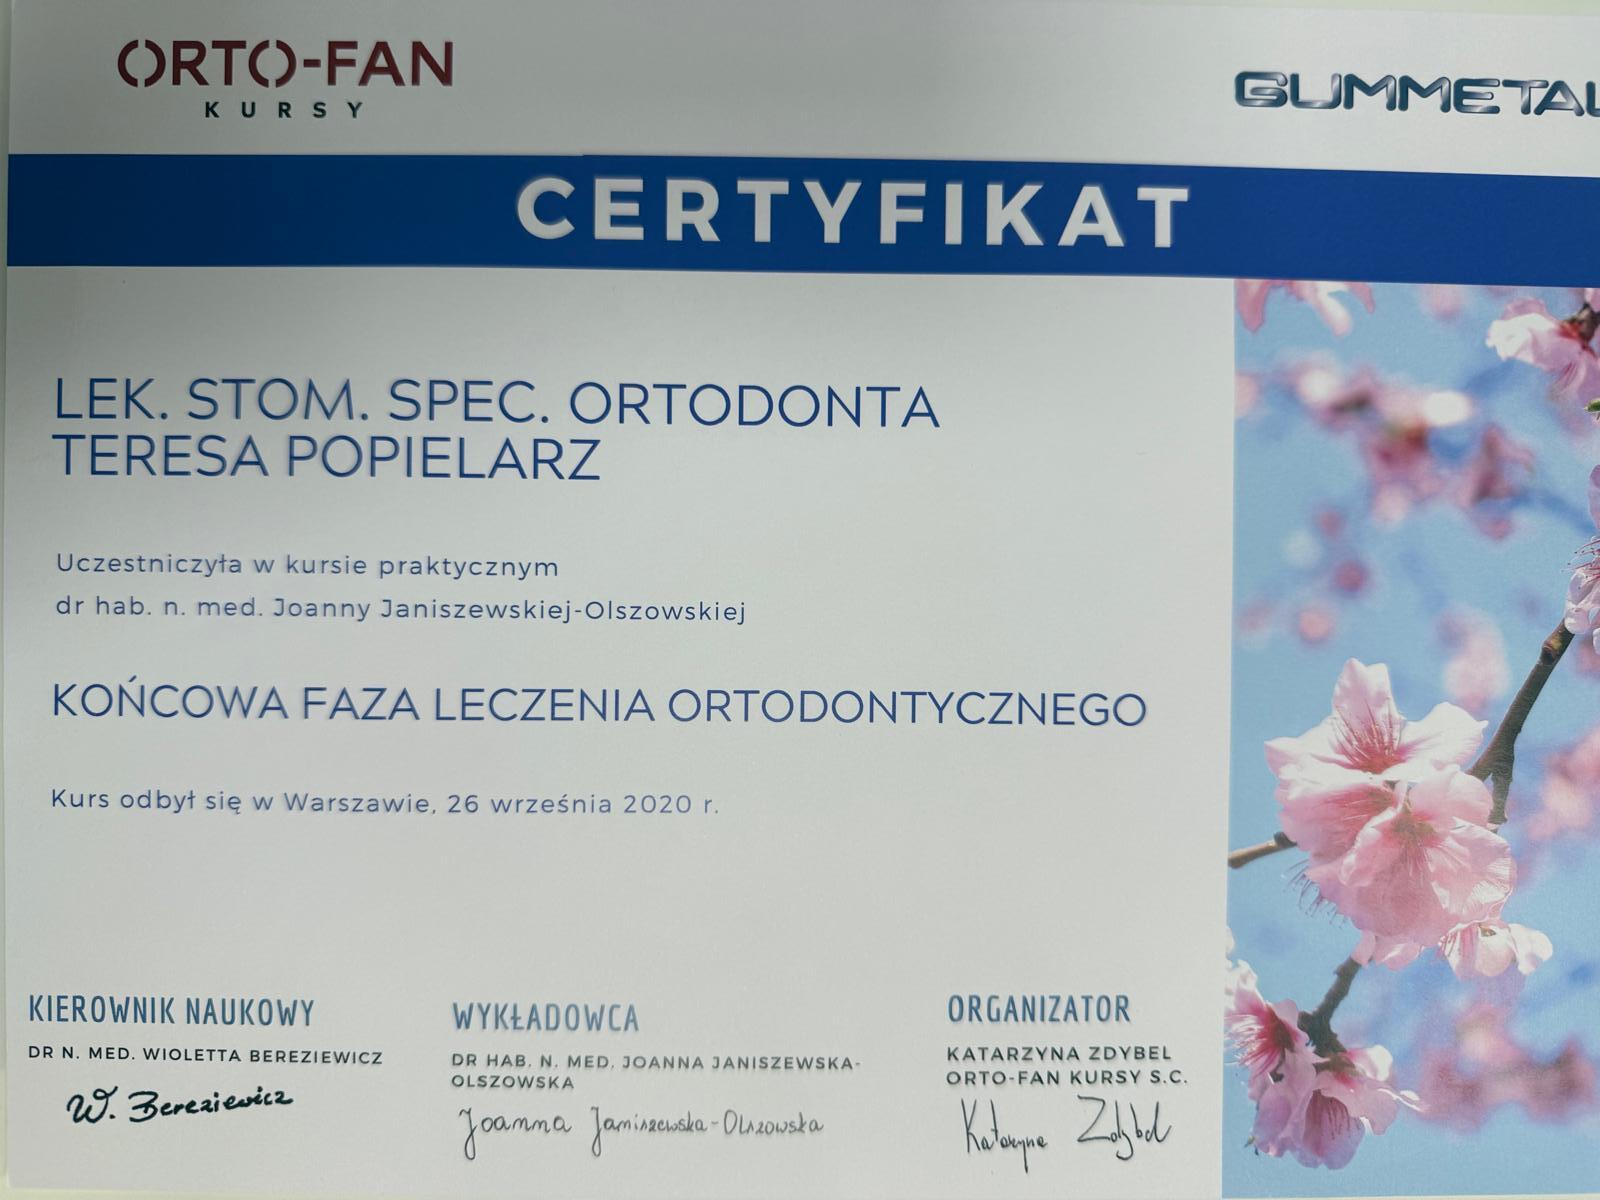 ORTO-FAN
KURSY
GUMMETAL
CERTYFIKAT
LEK. STOM. SPEC. ORTODONTA
TERESA POPIELARZ
Uczestniczyła w kursie praktycznym
dr hab. n. med. Joanny Janiszewskiej-Olszowskiej
KOŃCOWA FAZA LECZENIA ORTODONTYCZNEGO
Kurs odbył się w Warszawie, 26 września 2020 r.
KIEROWNIK NAUKOWY
DR N. MED. WIOLETTA BEREZIEWICZ
W. Bereziewicz
WYKŁADOWCA
DR HAB. N. MED. JOANNA JANISZEWSKA-
OLSZOWSKA
Joanna Janiszewska-Olszowska
ORGANIZATOR
KATARZYNA ZDYBEL
ORTO-FAN KURSY S.C.
Katarzyna Zdybel